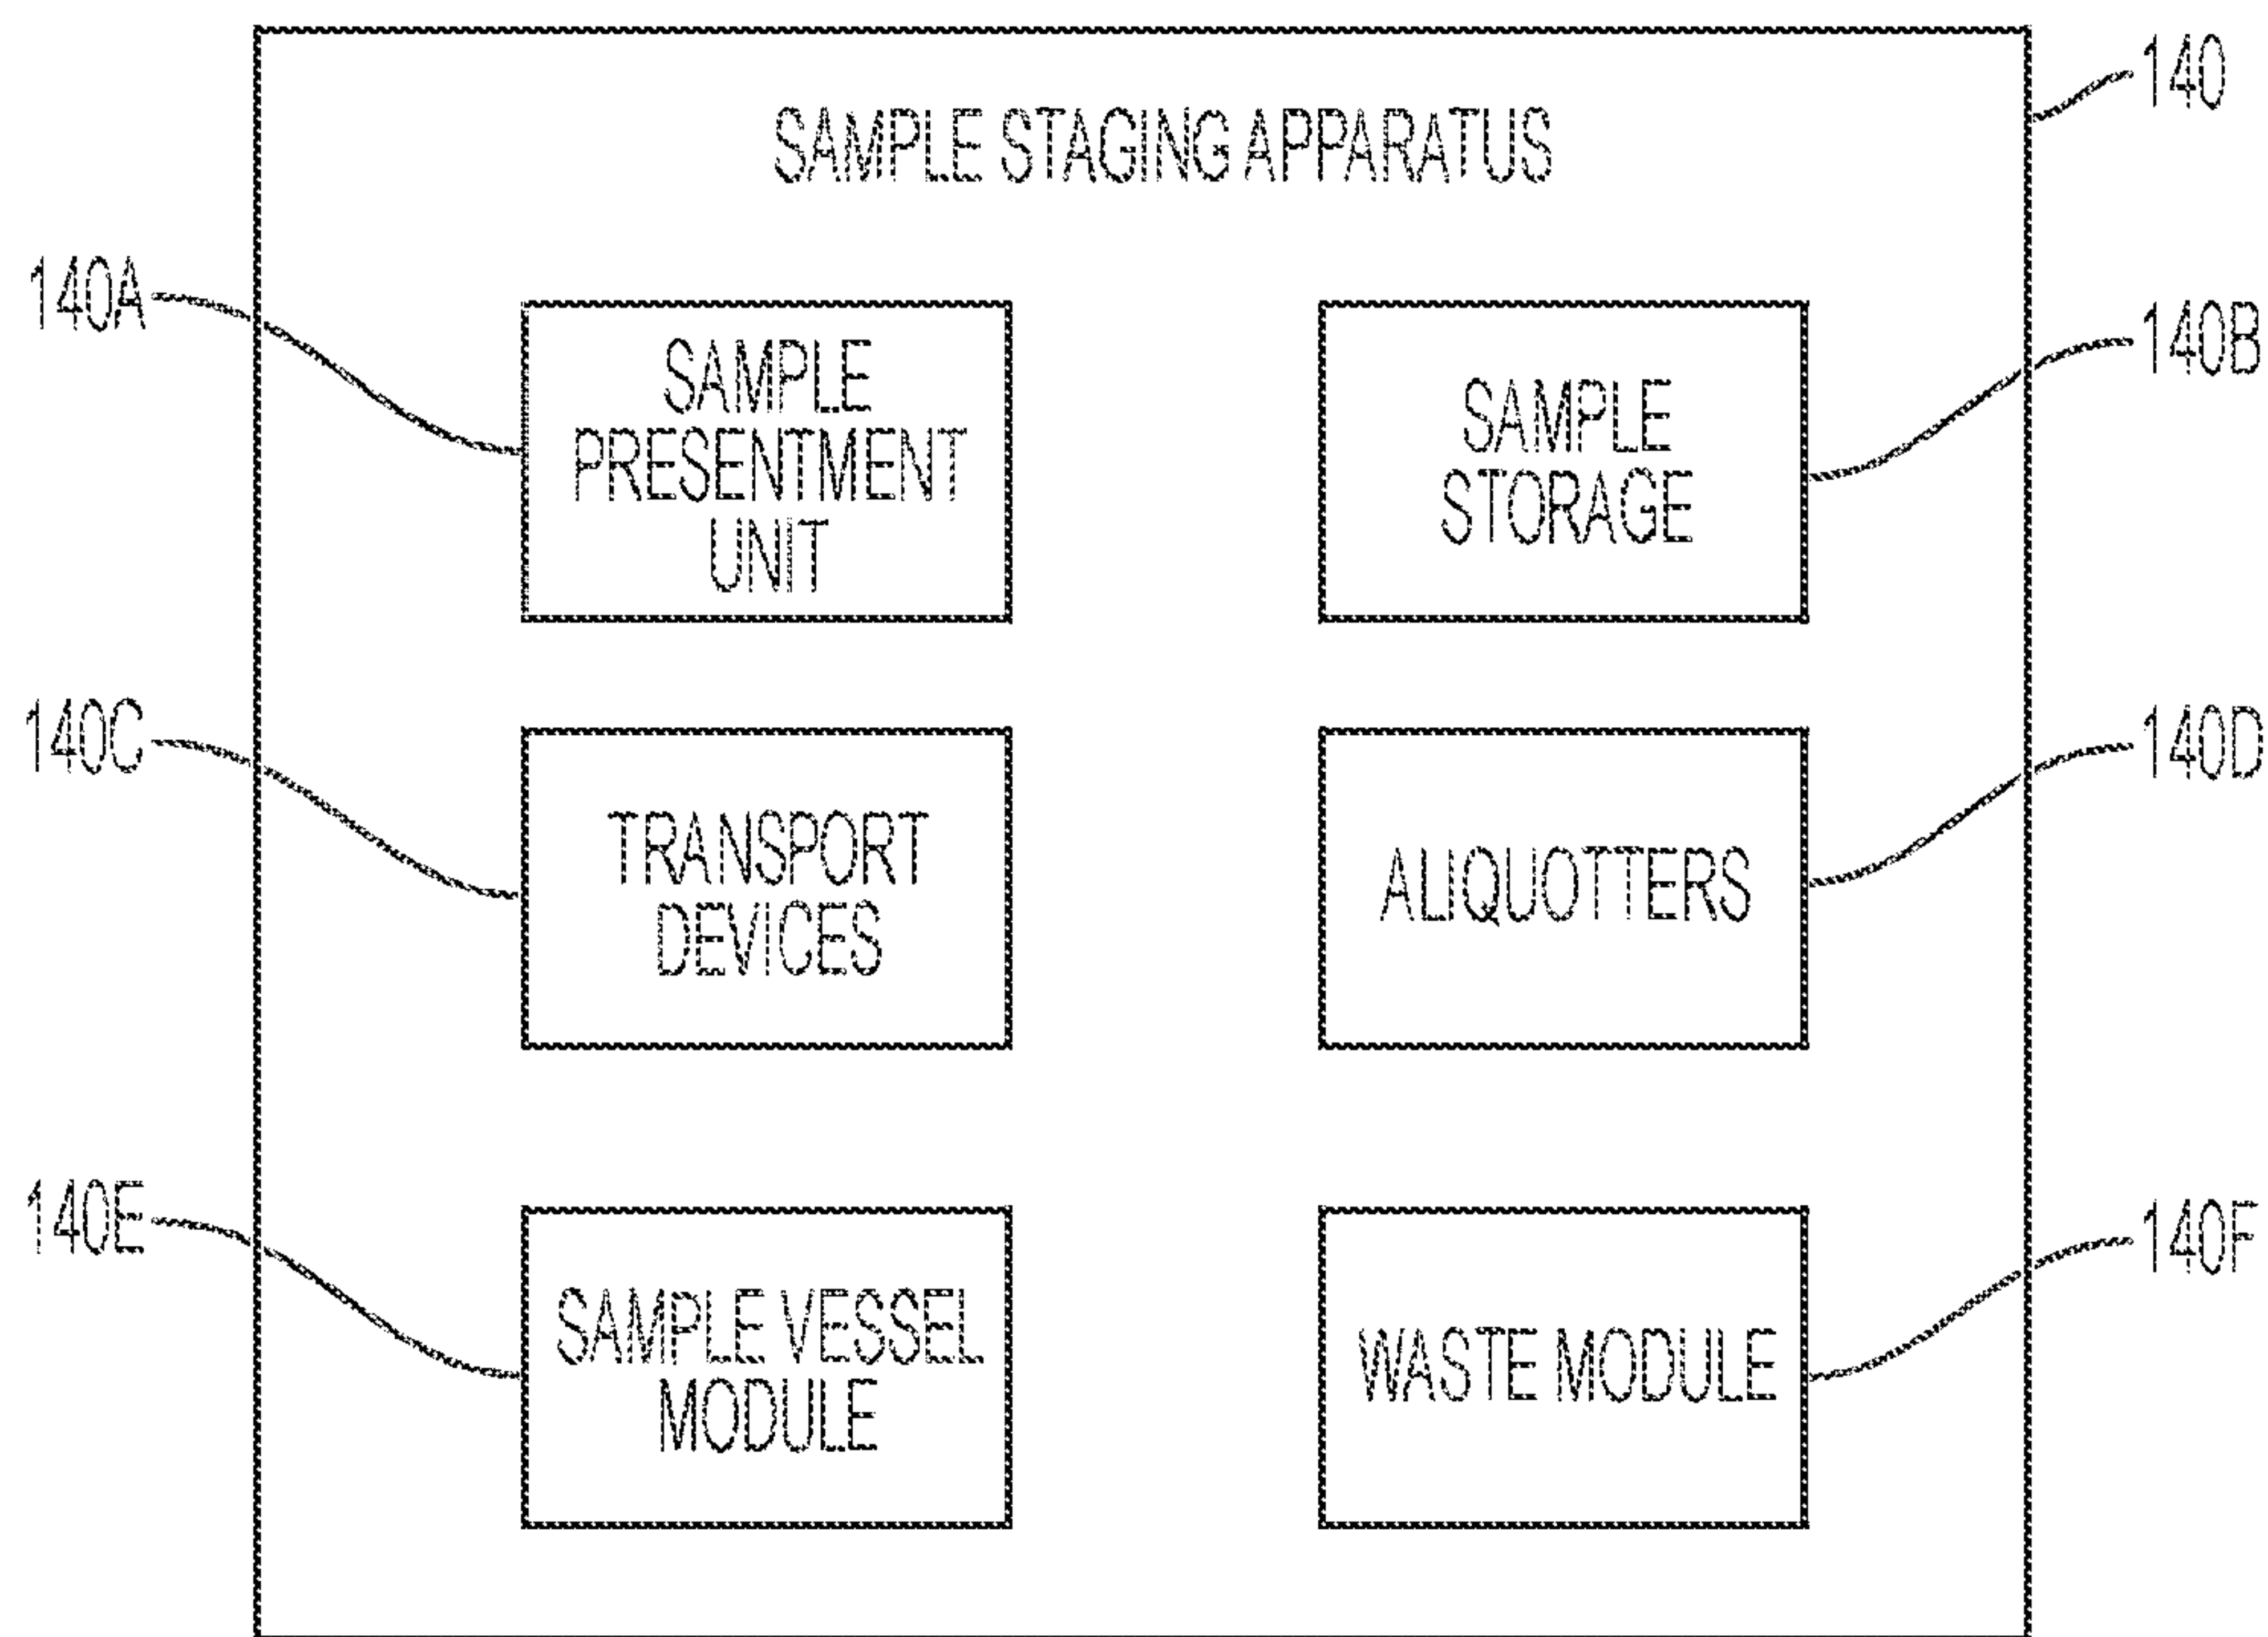 140
SAMPLE STAGING APPARATUS
140A
SAMPLE
PRESENTMENT
UNIT
140B
SAMPLE
STORAGE
140C
TRANSPORT
DEVICES
140D
ALIQUOTTERS
140E
SAMPLE VESSEL
MODULE
140F
WASTE MODULE